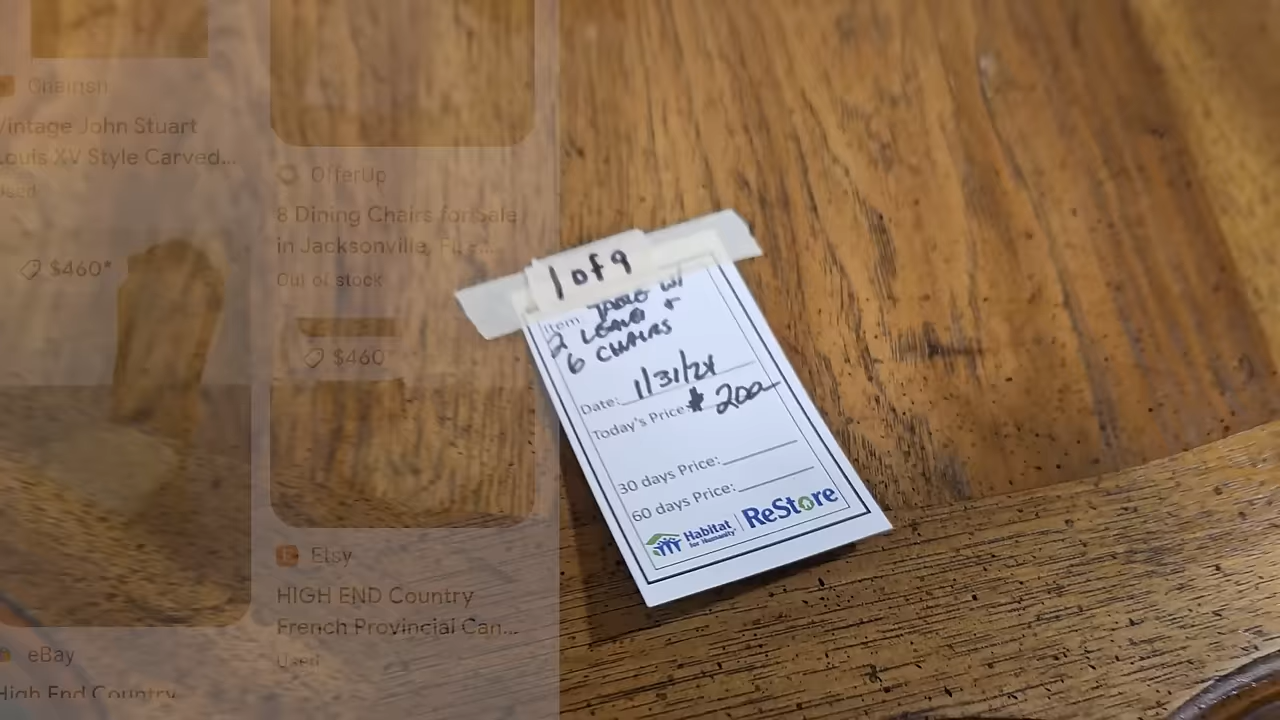 Chairish
Vintage John Stuart
Louis XV Style Carved...
Used
$460*
eBay
High End Country
OfferUp
8 Dining Chairs for Sale
in Jacksonville, FL -...
Out of stock
$460
Etsy
HIGH END Country
French Provincial Can...
Used
1 of 9
Item TABLE W/
2 LEAVES +
6 CHAIRS
Date: 1/31/24
Today's Price: $200-
30 days Price:
60 days Price:
Habitat for Humanity® | ReStore